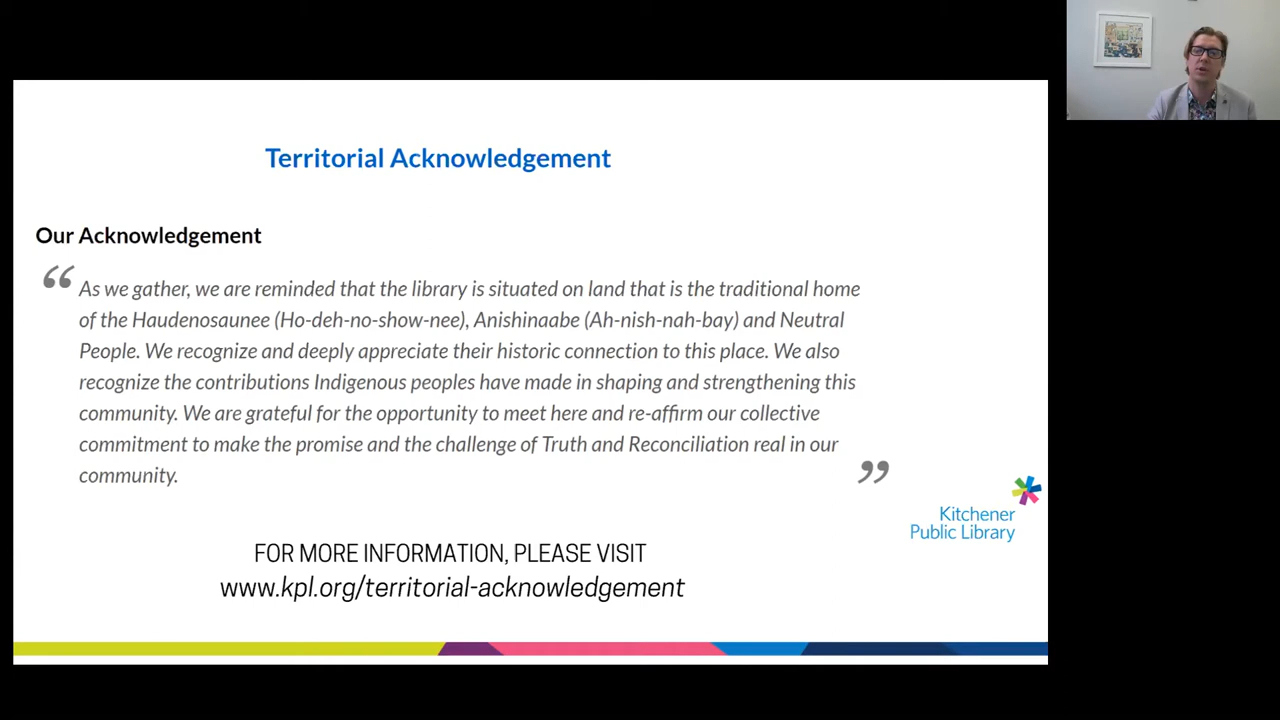 Territorial Acknowledgement
Our Acknowledgement
“ As we gather, we are reminded that the library is situated on land that is the traditional home
of the Haudenosaunee (Ho-deh-no-show-nee), Anishinaabe (Ah-nish-nah-bay) and Neutral
People. We recognize and deeply appreciate their historic connection to this place. We also
recognize the contributions Indigenous peoples have made in shaping and strengthening this
community. We are grateful for the opportunity to meet here and re-affirm our collective
commitment to make the promise and the challenge of Truth and Reconciliation real in our
community. ”
Kitchener
Public Library
FOR MORE INFORMATION, PLEASE VISIT
www.kpl.org/territorial-acknowledgement